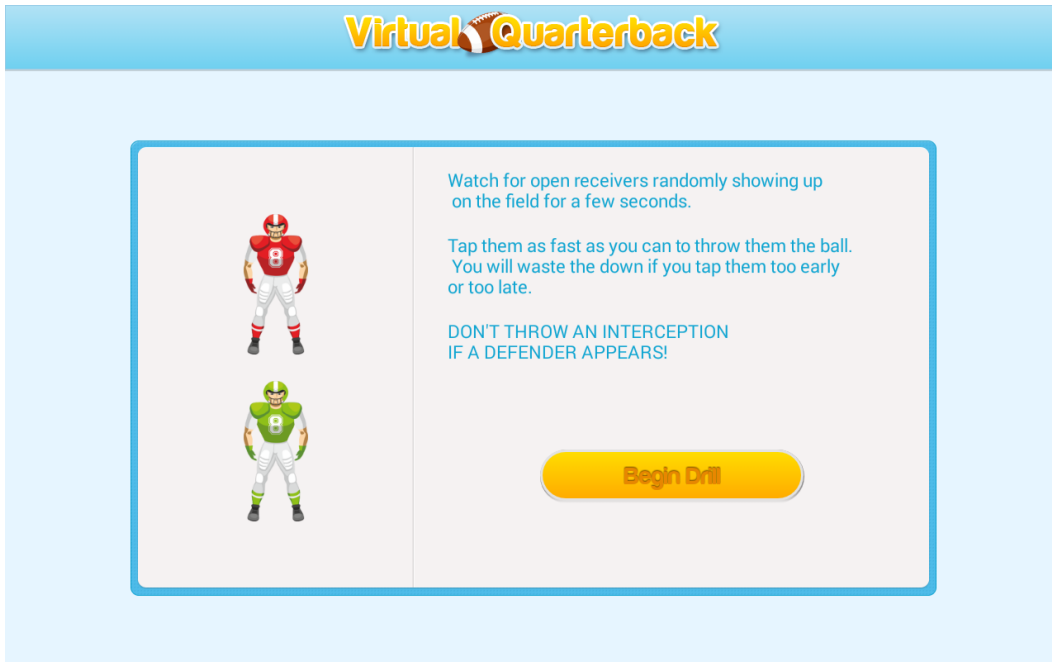 Virtual Quarterback
Watch for open receivers randomly showing up
on the field for a few seconds.
Tap them as fast as you can to throw them the ball.
You will waste the down if you tap them too early
or too late.
DON'T THROW AN INTERCEPTION
IF A DEFENDER APPEARS!
8
8
Begin Drill